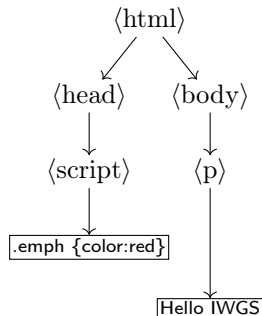 ⟨html⟩
⟨head⟩ ⟨body⟩
⟨script⟩ ⟨p⟩
.emph {color:red}
Hello IWGS